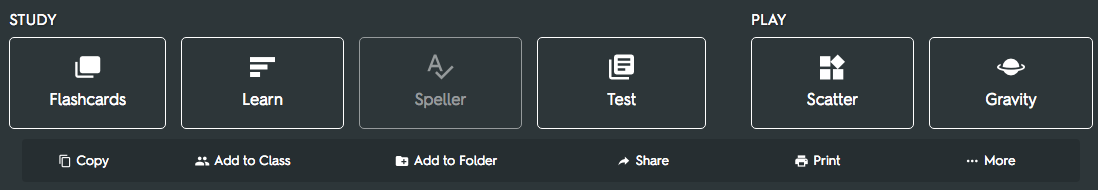 STUDY PLAY
Flashcards Learn Speller Test Scatter Gravity
Copy Add to Class Add to Folder Share Print More